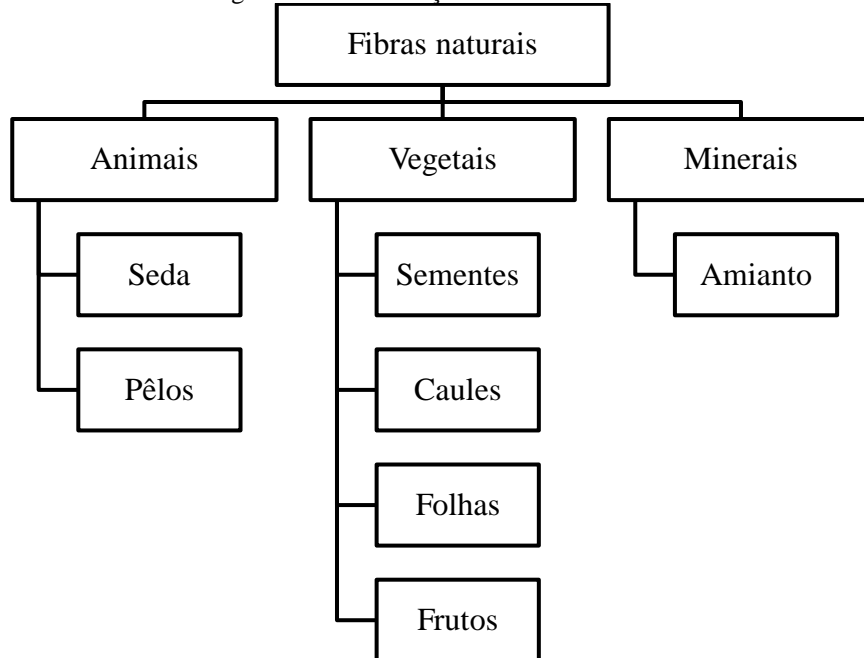 Fibras naturais
Animais
Vegetais
Minerais
Seda
Sementes
Amianto
Pêlos
Caules
Folhas
Frutos